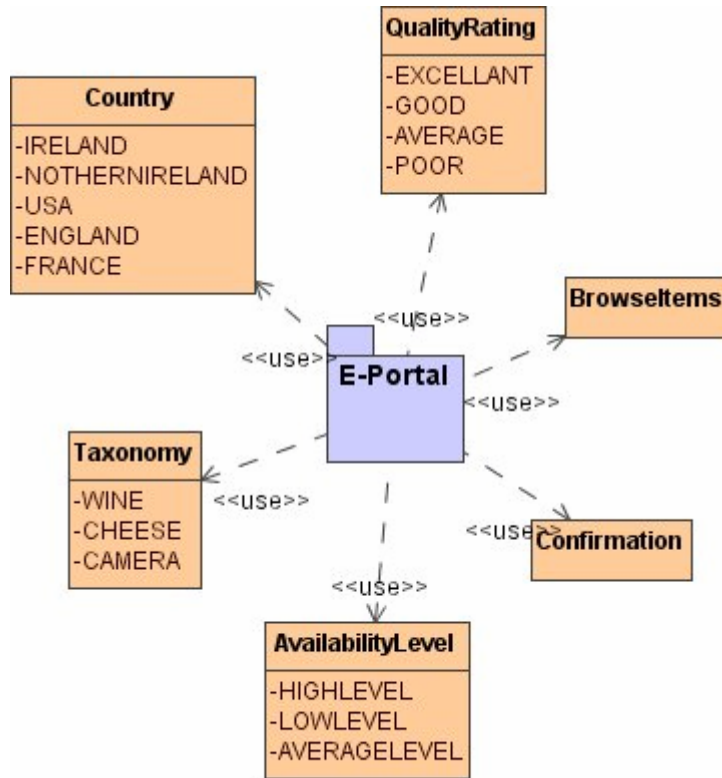 QualityRating
-EXCELLANT
-GOOD
-AVERAGE
-POOR
Country
-IRELAND
-NOTHERNIRELAND
-USA
-ENGLAND
-FRANCE
BrowseItems
<<use>>
<<use>>
E-Portal
<<use>>
Taxonomy
-WINE
-CHEESE
-CAMERA
<<use>>
<<use>>
Confirmation
<<use>>
AvailabilityLevel
-HIGHLEVEL
-LOWLEVEL
-AVERAGELEVEL